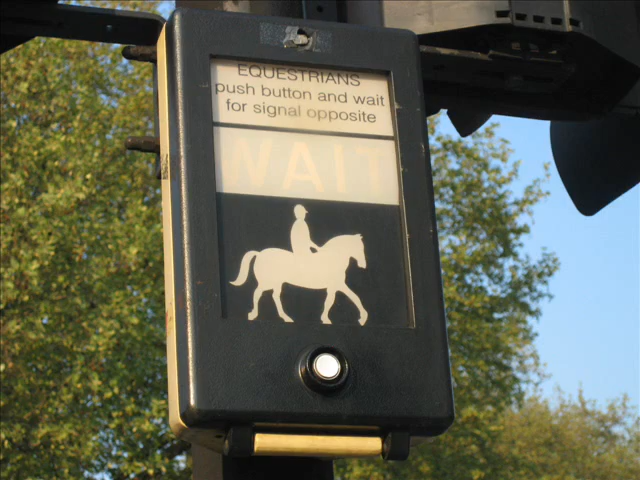 EQUESTRIANS
push button and wait
for signal opposite
WAIT